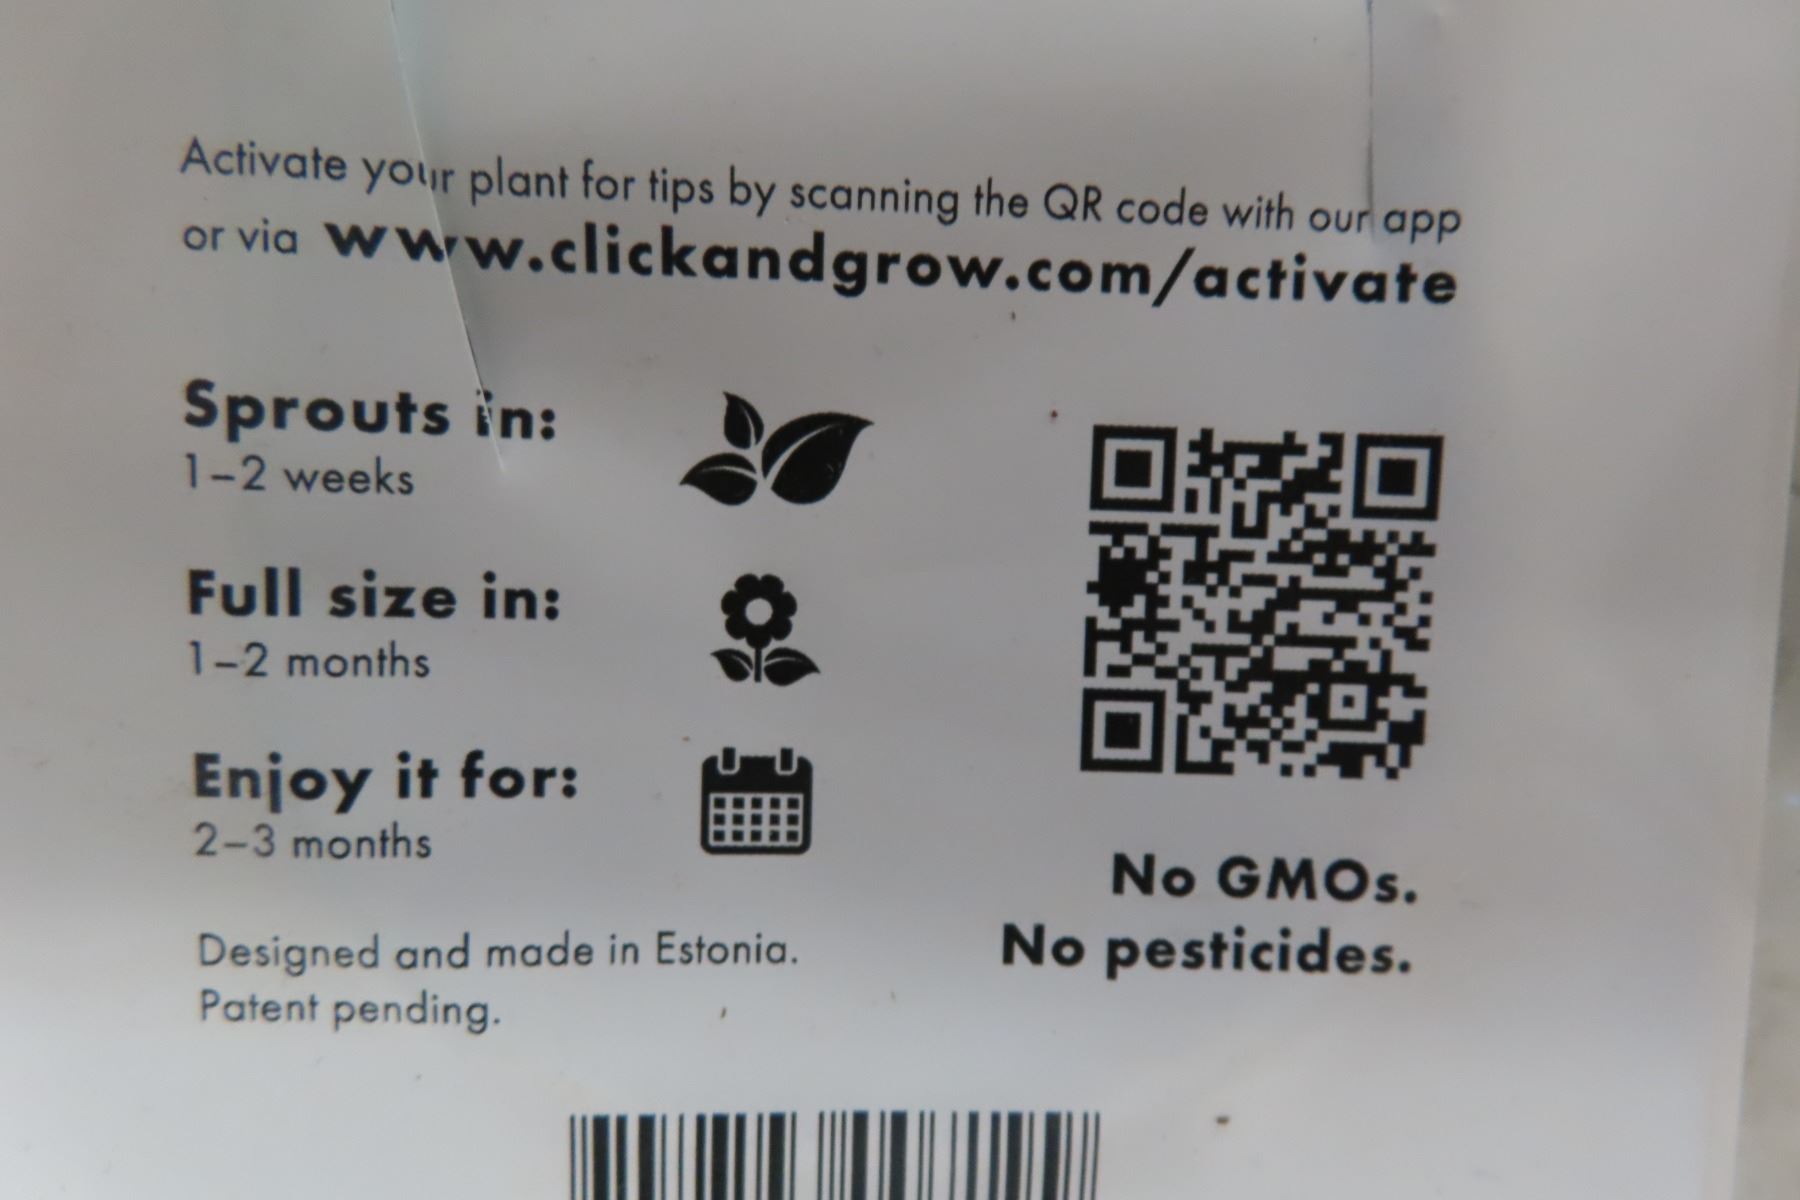 Activate your plant for tips by scanning the QR code with our app
or via www.clickandgrow.com/activate
Sprouts in:
1–2 weeks
Full size in:
1–2 months
Enjoy it for:
2–3 months
No GMOs.
No pesticides.
Designed and made in Estonia.
Patent pending.